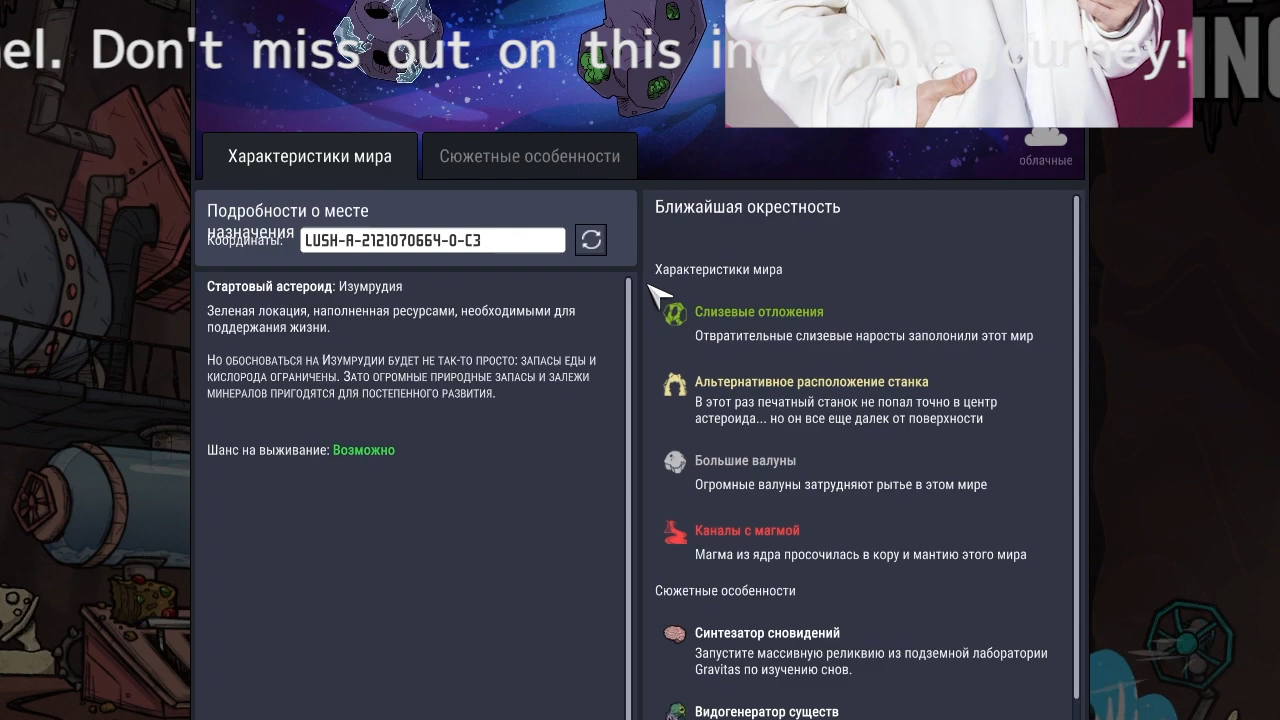 el. Don't miss out on this incredible journey!
Характеристики мира
Сюжетные особенности
облачные
Подробности о месте
назначения
Координаты:
LUSH-A-2121070664-0-C3
Стартовый астероид: Изумрудия
Зеленая локация, наполненная ресурсами, необходимыми для
поддержания жизни.
Но обосноваться на Изумрудии будет не так-то просто: запасы еды и
кислорода ограничены. Зато огромные природные запасы и залежи
минералов пригодятся для постепенного развития.
Шанс на выживание: Возможно
Ближайшая окрестность
Характеристики мира
Слизевые отложения
Отвратительные слизевые наросты заполонили этот мир
Альтернативное расположение станка
В этот раз печатный станок не попал точно в центр
астероида... но он все еще далек от поверхности
Большие валуны
Огромные валуны затрудняют рытье в этом мире
Каналы с магмой
Магма из ядра просочилась в кору и мантию этого мира
Сюжетные особенности
Синтезатор сновидений
Запустите массивную реликвию из подземной лаборатории
Gravitas по изучению снов.
Видогенератор существ